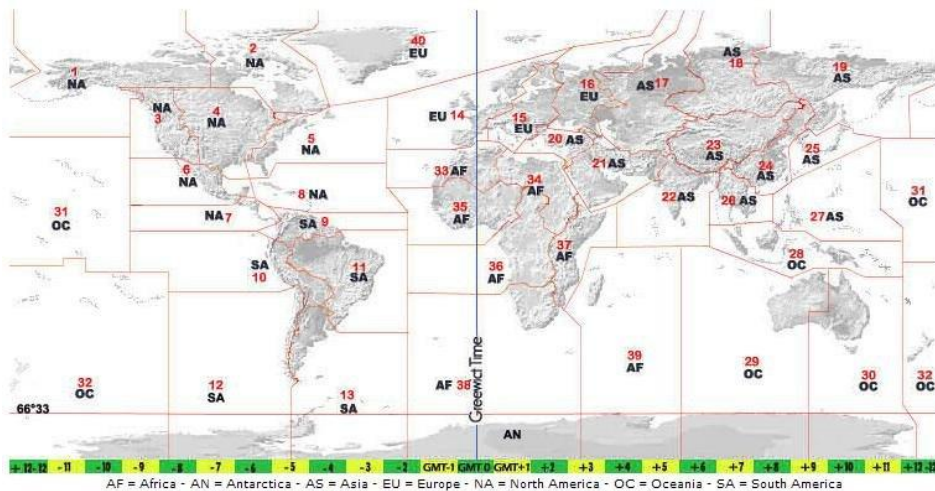 40
EU
2
NA
AS
18
19
AS
1
NA
16
EU
AS 17
NA
3
4
NA
EU 14
15
EU
5
NA
20 AS
23
AS
25
AS
6
NA
33 AF
21 AS
24
AS
34
AF
8 NA
22 AS
26 AS
31
OC
NA 7
35
AF
27 AS
31
OC
SA 9
37
AF
28
OC
SA
10
11
SA
36
AF
Greewict Time
39
AF
29
OC
30
OC
32
OC
32
OC
12
SA
13
SA
AF 38
66°33
AN
+ 12-12 - 11 - 10 - 9 - 8 - 7 - 6 - 5 - 4 - 3 - 2 GMT-1 GMT 0 GMT+1 + 2 + 3 + 4 + 5 + 6 + 7 + 8 + 9 + 10 + 11 + 12-12
AF = Africa - AN = Antarctica - AS = Asia - EU = Europe - NA = North America - OC = Oceania - SA = South America